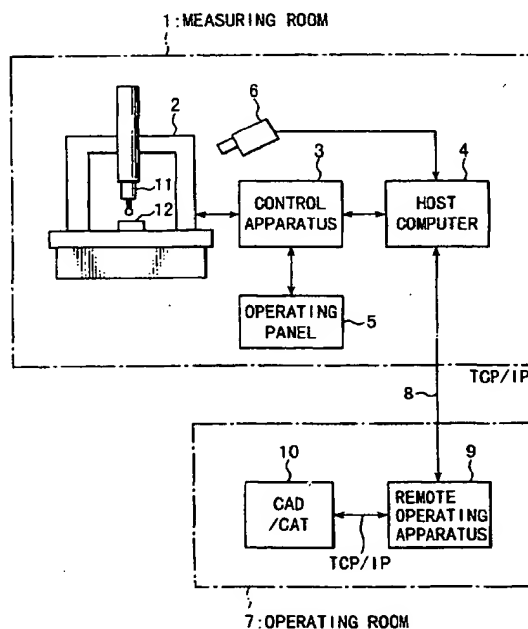 1:MEASURING ROOM
6
2
3
4
11
12
CONTROL
APPARATUS
HOST
COMPUTER
OPERATING
PANEL
5
TCP/IP
8
10
9
CAD
/CAT
REMOTE
OPERATING
APPARATUS
TCP/IP
7:OPERATING ROOM